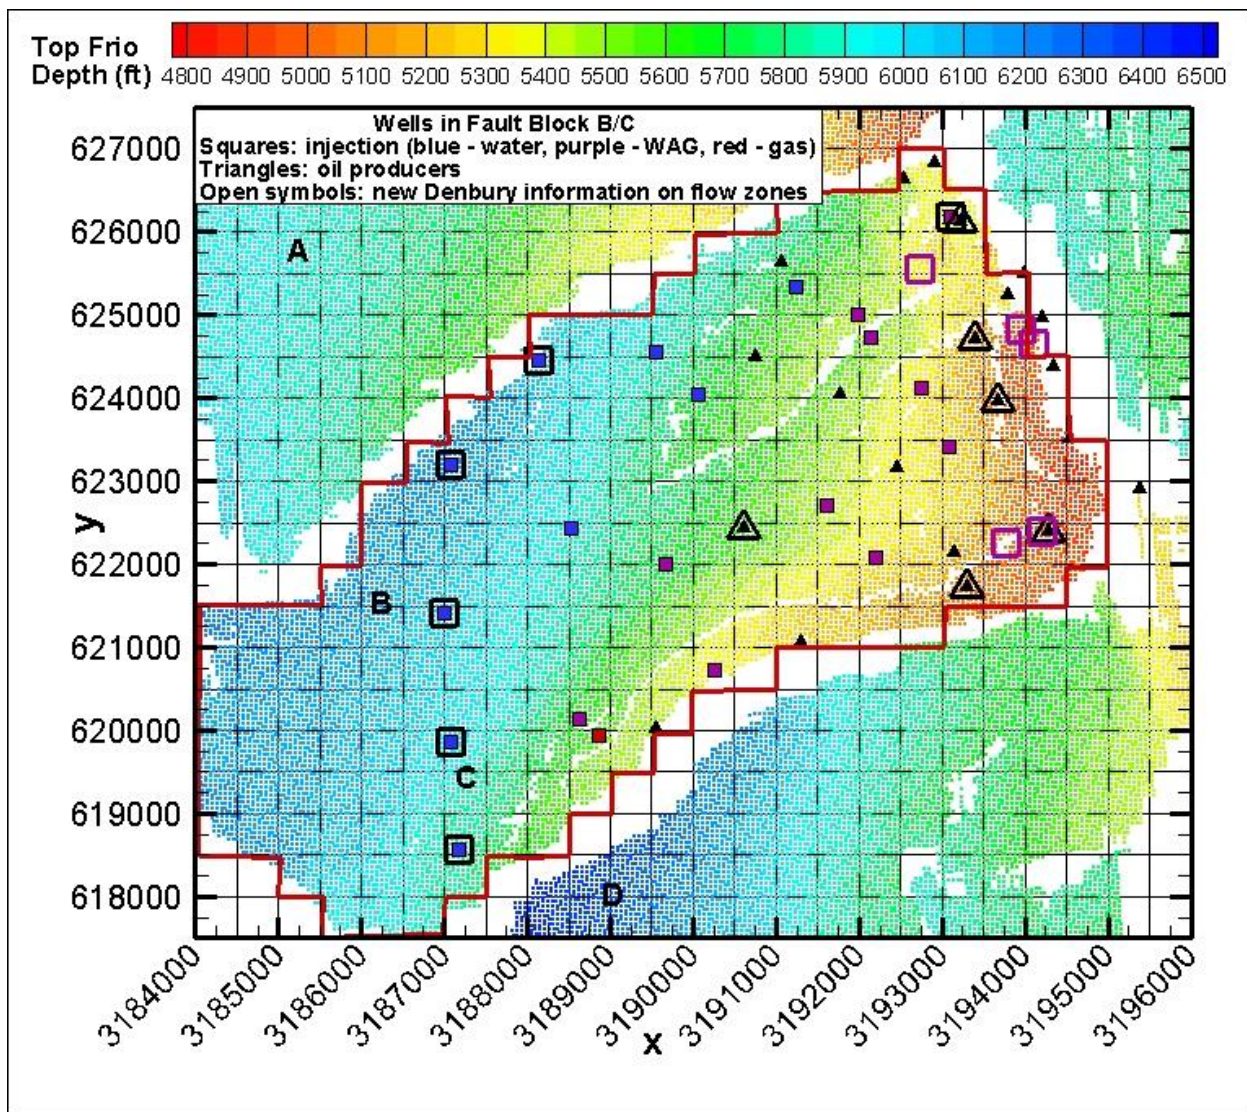 Top Frio
Depth (ft)
4800 4900 5000 5100 5200 5300 5400 5500 5600 5700 5800 5900 6000 6100 6200 6300 6400 6500
Wells in Fault Block B/C
Squares: injection (blue - water, purple - WAG, red - gas)
Triangles: oil producers
Open symbols: new Denbury information on flow zones
627000
626000
625000
624000
623000
622000
621000
620000
619000
618000
y
A
B
C
D
3184000 3185000 3186000 3187000 3188000 3189000 3190000 3191000 3192000 3193000 3194000 3195000 3196000
x